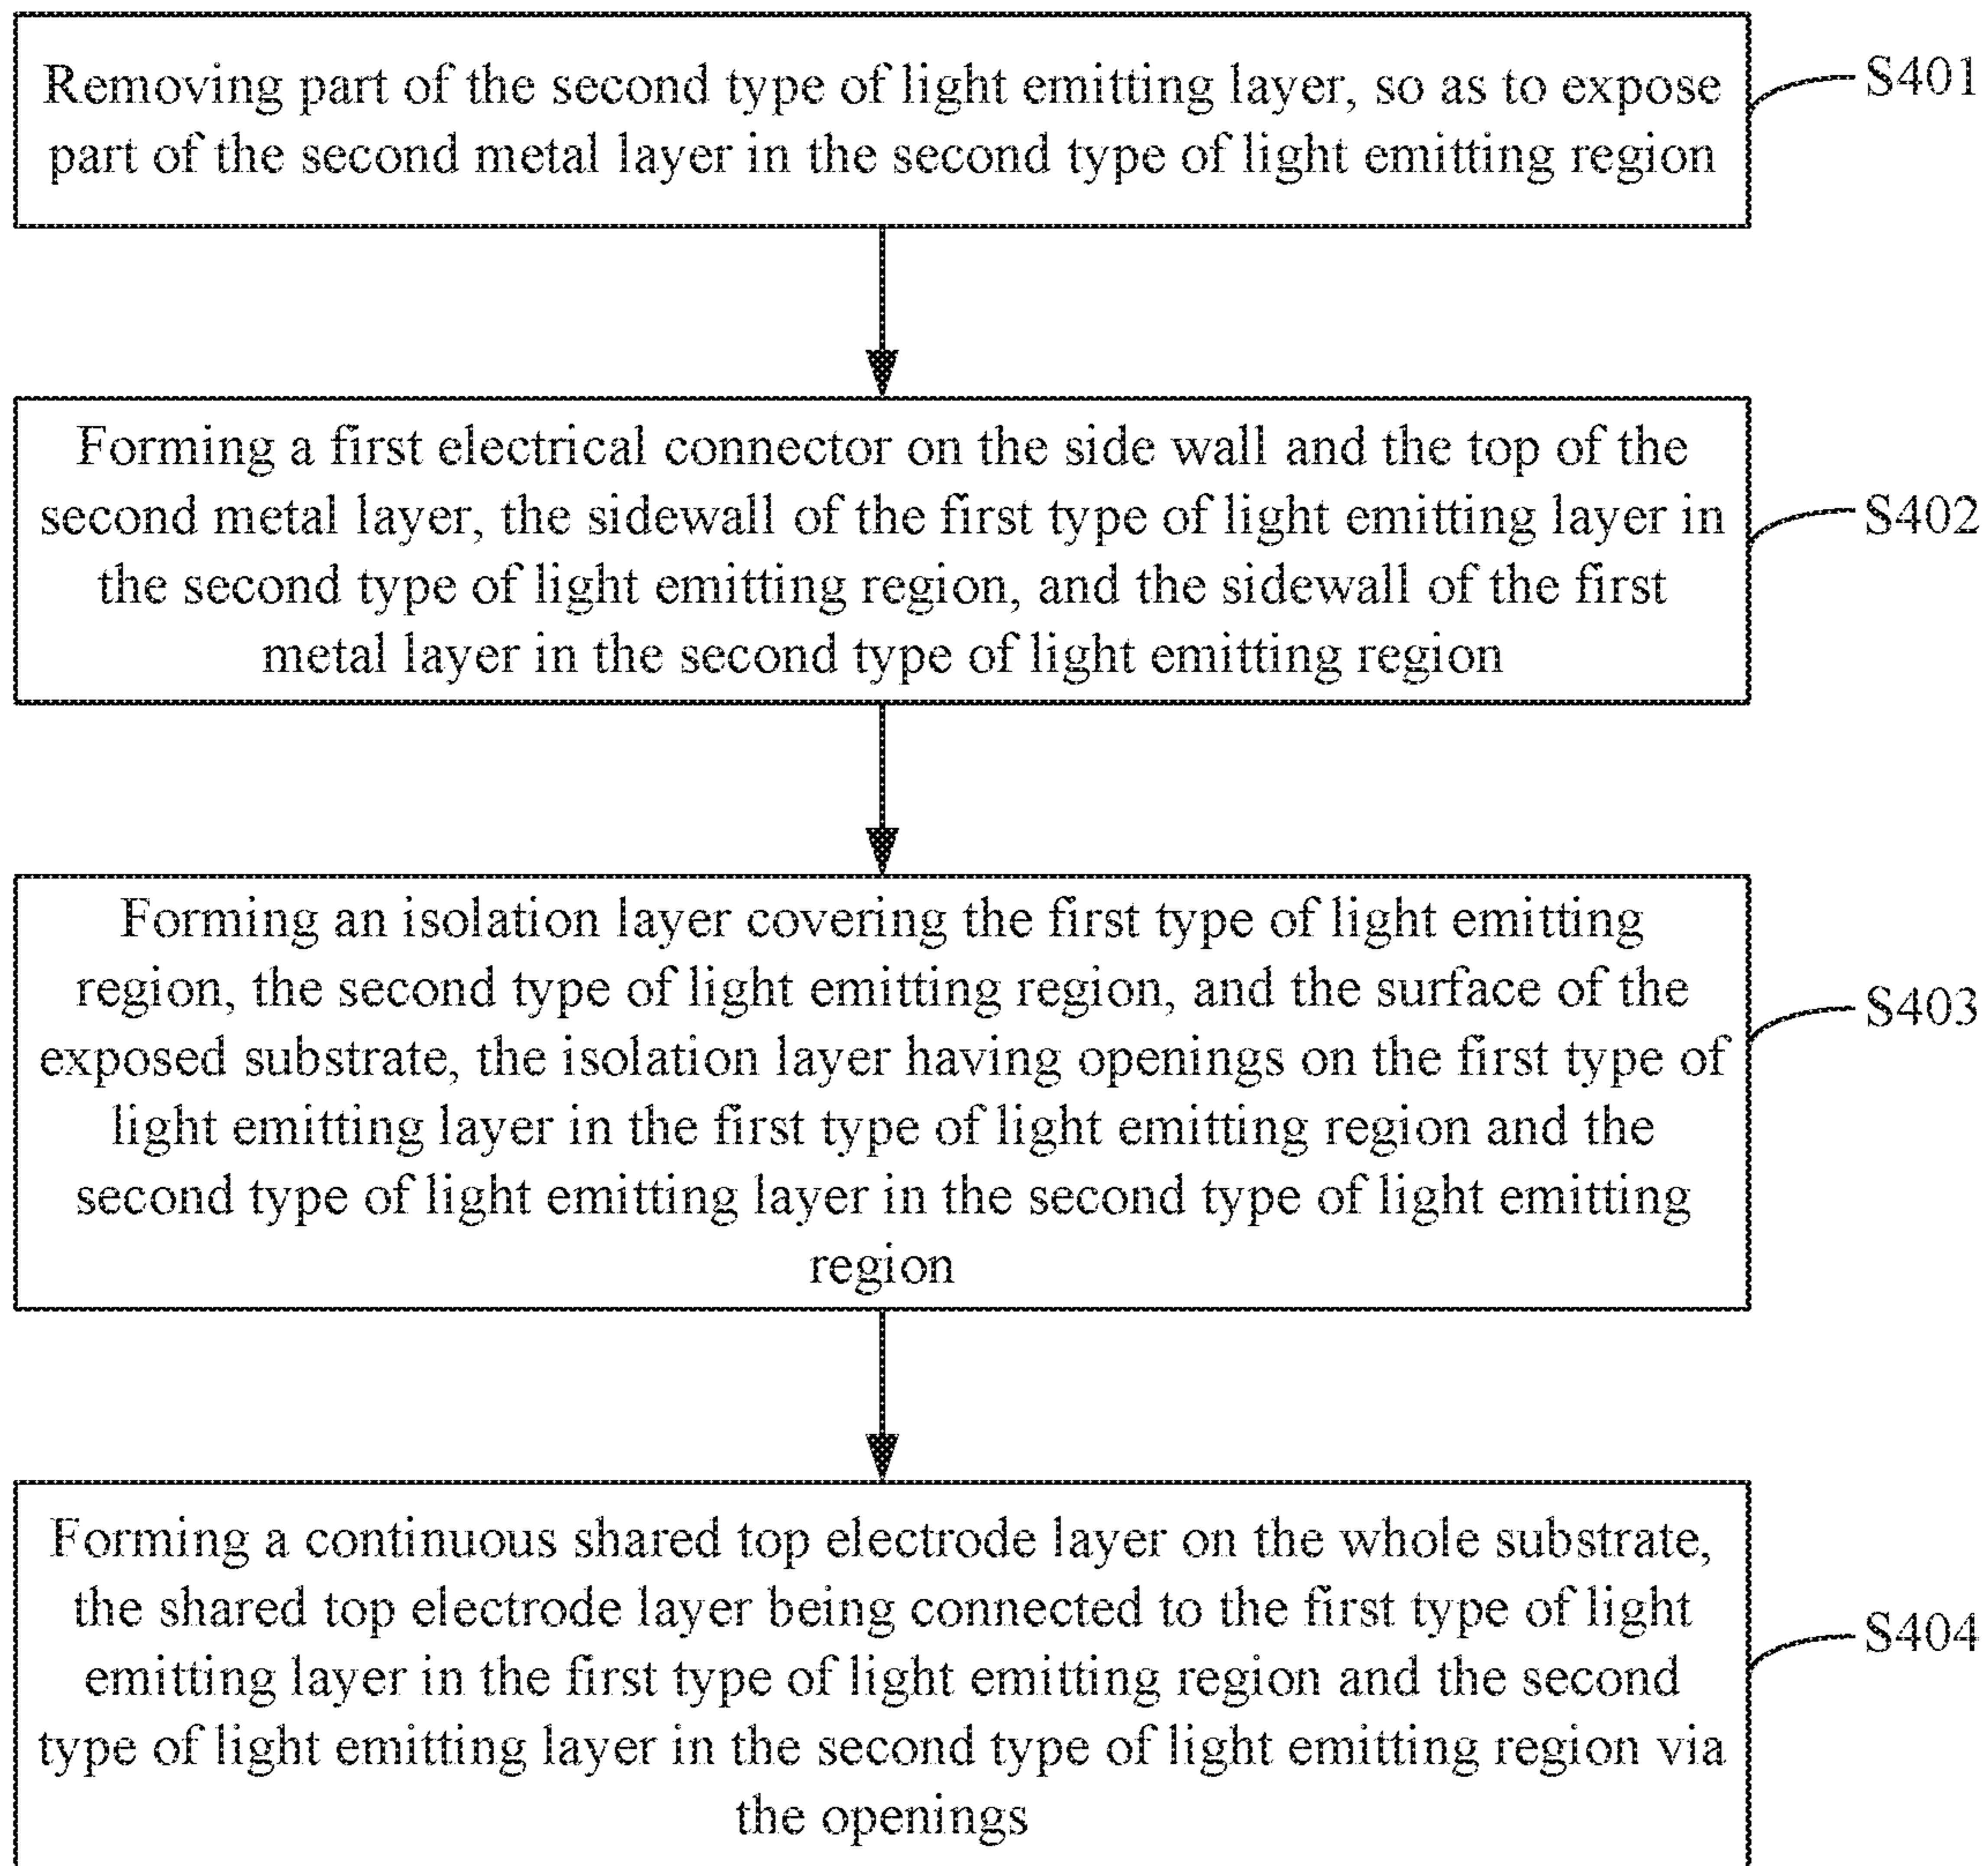 Removing part of the second type of light emitting layer, so as to expose
part of the second metal layer in the second type of light emitting region
S401
Forming a first electrical connector on the side wall and the top of the
second metal layer, the sidewall of the first type of light emitting layer in
the second type of light emitting region, and the sidewall of the first
metal layer in the second type of light emitting region
S402
Forming an isolation layer covering the first type of light emitting
region, the second type of light emitting region, and the surface of the
exposed substrate, the isolation layer having openings on the first type of
light emitting layer in the first type of light emitting region and the
second type of light emitting layer in the second type of light emitting
region
S403
Forming a continuous shared top electrode layer on the whole substrate,
the shared top electrode layer being connected to the first type of light
emitting layer in the first type of light emitting region and the second
type of light emitting layer in the second type of light emitting region via
the openings
S404